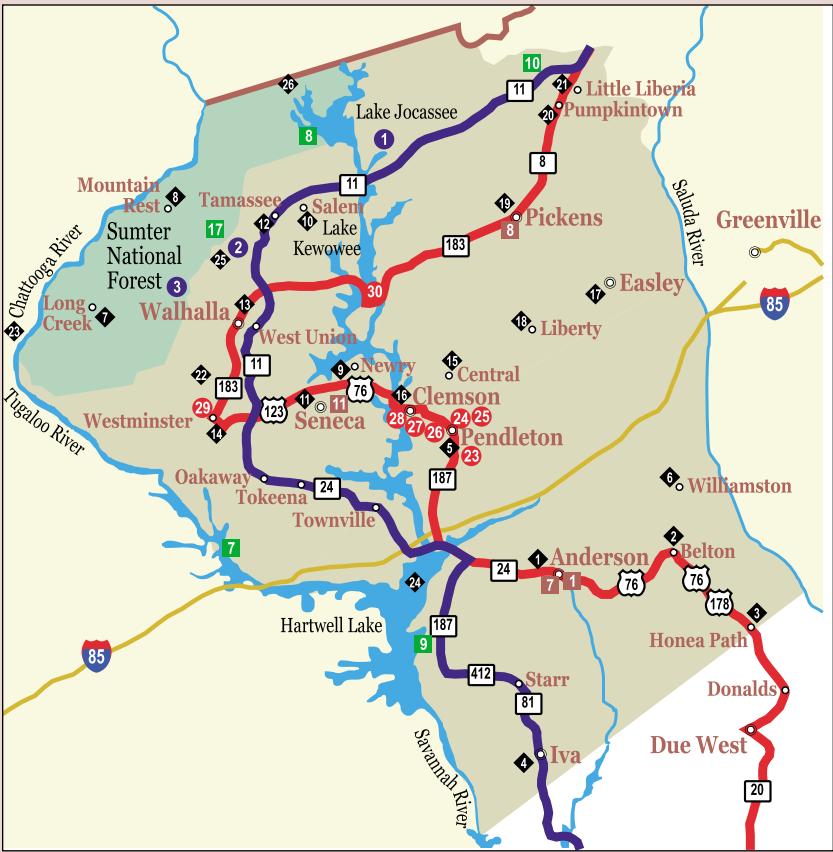 10
26
21
11
Little Liberia
Lake Jocassee
20
Pumpkintown
8
1
8
11
Mountain
Rest
8
Tamassee
Salem
19
Saluda River
10
Lake
Kewowee
12
Pickens
8
Greenville
17
Sumter
National
Forest
2
25
183
Chattooga River
3
30
Easley
17
85
Long
Creek
7
Walhalla
13
23
West Union
18
Liberty
11
22
9
Newry
15
Central
183
76
16
Clemson
29
123
11
Seneca
11
28
27
26
24
25
Westminster
14
Pendleton
5
23
Tugaloo River
Oakaway
Tokeena
24
187
6
Williamston
Townville
7
2
Belton
1
Anderson
24
7
1
76
76
24
178
3
Hartwell Lake
187
9
Honea Path
85
412
Starr
Donalds
81
Due West
Savannah River
4
Iva
20